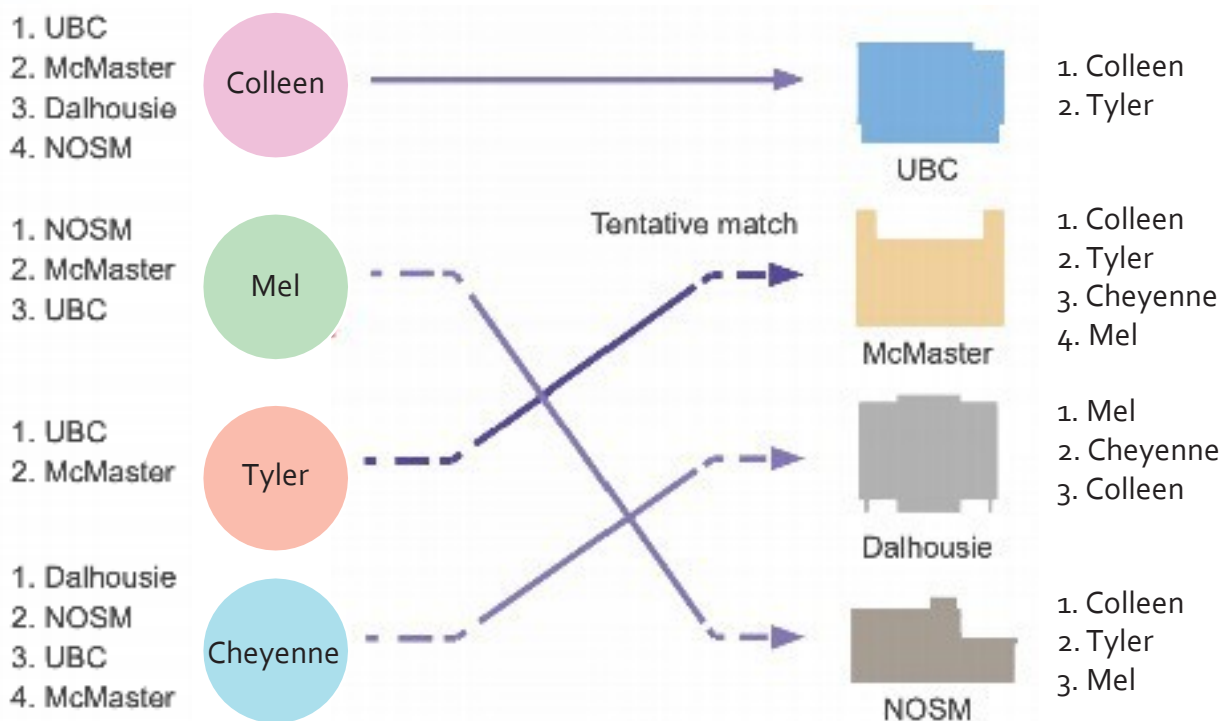 1. UBC
2. McMaster
3. Dalhousie
4. NOSM
Colleen
UBC
1. Colleen
2. Tyler
Tentative match
1. NOSM
2. McMaster
3. UBC
Mel
McMaster
1. Colleen
2. Tyler
3. Cheyenne
4. Mel
1. UBC
2. McMaster
Tyler
Dalhousie
1. Mel
2. Cheyenne
3. Colleen
1. Dalhousie
2. NOSM
3. UBC
4. McMaster
Cheyenne
NOSM
1. Colleen
2. Tyler
3. Mel